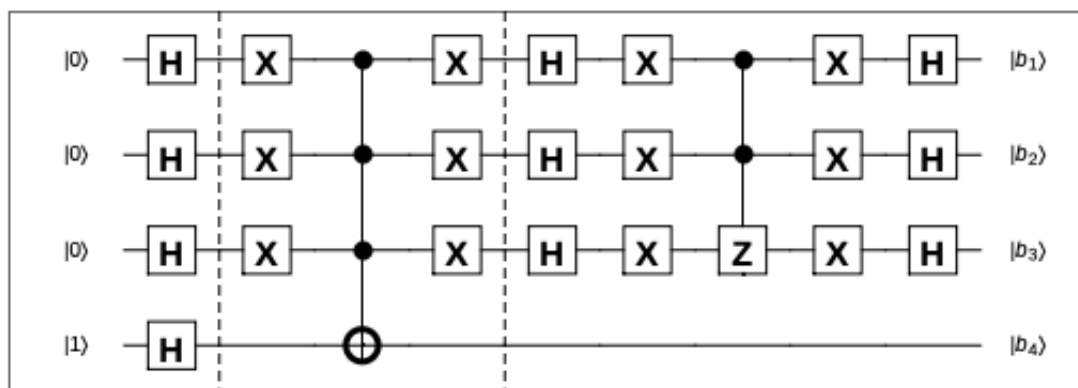 |0⟩ H X X H X X H |b₁⟩
|0⟩ H X X H X X H |b₂⟩
|0⟩ H X X H X Z X H |b₃⟩
|1⟩ H |b₄⟩